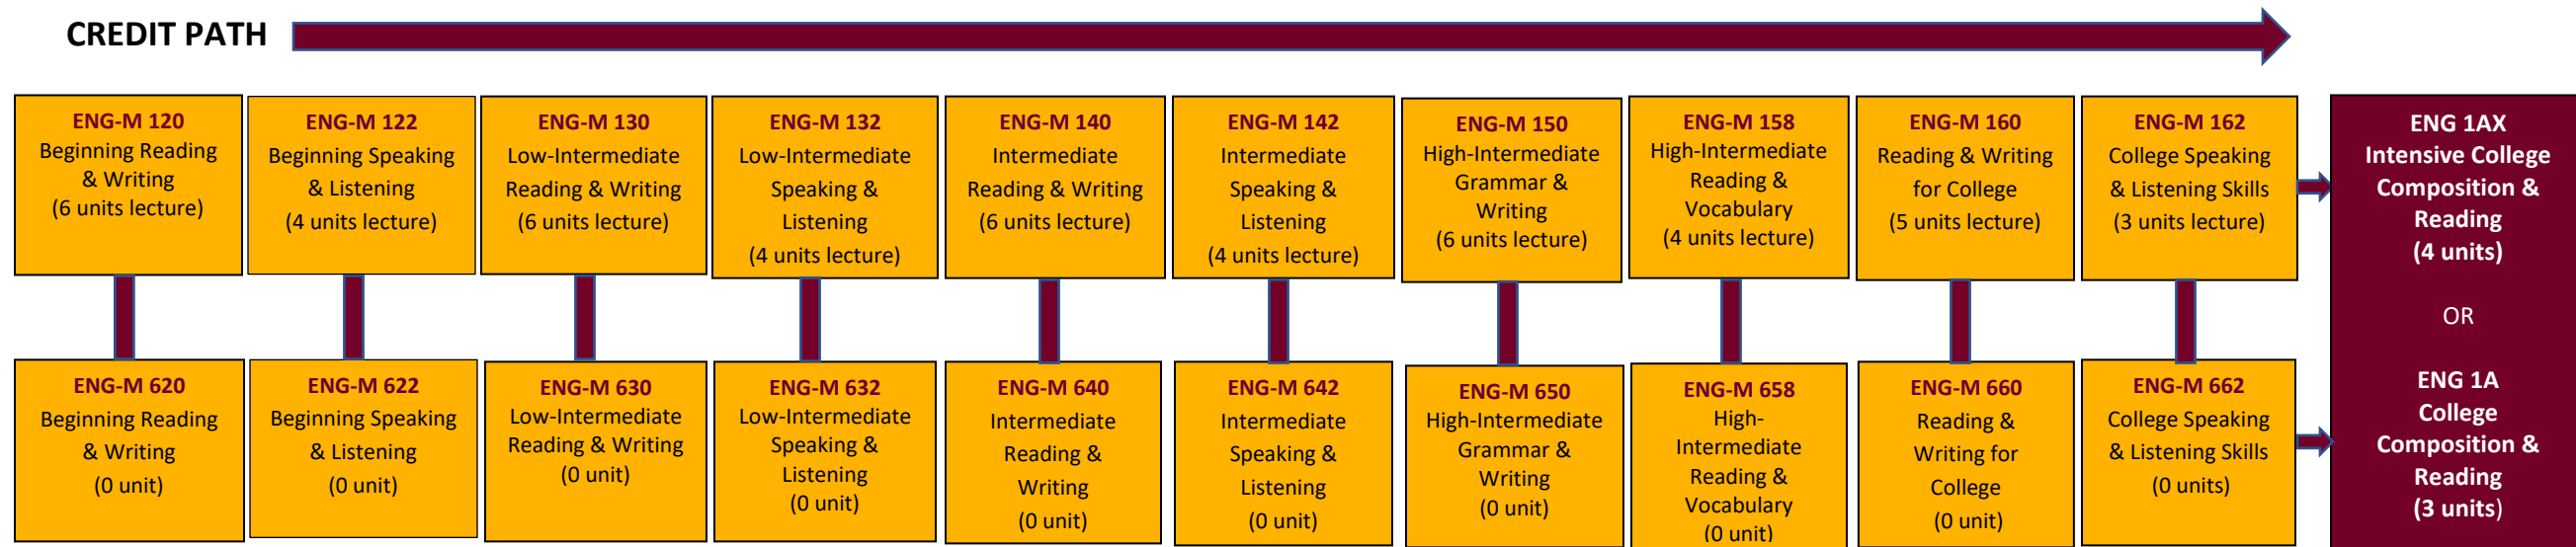 CREDIT PATH
ENG-M 120
Beginning Reading
& Writing
(6 units lecture)
ENG-M 122
Beginning Speaking
& Listening
(4 units lecture)
ENG-M 130
Low-Intermediate
Reading & Writing
(6 units lecture)
ENG-M 132
Low-Intermediate
Speaking &
Listening
(4 units lecture)
ENG-M 140
Intermediate
Reading & Writing
(6 units lecture)
ENG-M 142
Intermediate
Speaking &
Listening
(4 units lecture)
ENG-M 150
High-Intermediate
Grammar &
Writing
(6 units lecture)
ENG-M 158
High-Intermediate
Reading &
Vocabulary
(4 units lecture)
ENG-M 160
Reading & Writing
for College
(5 units lecture)
ENG-M 162
College Speaking
& Listening Skills
(3 units lecture)
ENG 1AX
Intensive College
Composition &
Reading
(4 units)
OR
ENG 1A
College
Composition &
Reading
(3 units)
ENG-M 620
Beginning Reading
& Writing
(0 unit)
ENG-M 622
Beginning Speaking
& Listening
(0 unit)
ENG-M 630
Low-Intermediate
Reading & Writing
(0 unit)
ENG-M 632
Low-Intermediate
Speaking &
Listening
(0 unit)
ENG-M 640
Intermediate
Reading &
Writing
(0 unit)
ENG-M 642
Intermediate
Speaking &
Listening
(0 unit)
ENG-M 650
High-Intermediate
Grammar &
Writing
(0 unit)
ENG-M 658
High-
Intermediate
Reading &
Vocabulary
(0 unit)
ENG-M 660
Reading &
Writing for
College
(0 unit)
ENG-M 662
College Speaking
& Listening Skills
(0 units)